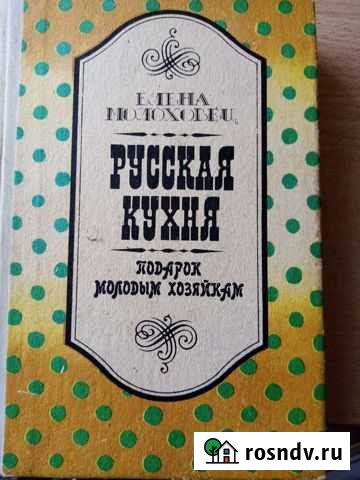 ЕЛЕНА
МОЛОХОВЕЦ
РУССКАЯ
КУХНЯ
ПОДАРОК
МОЛОДЫМ ХОЗЯЙКАМ
rosndv.ru